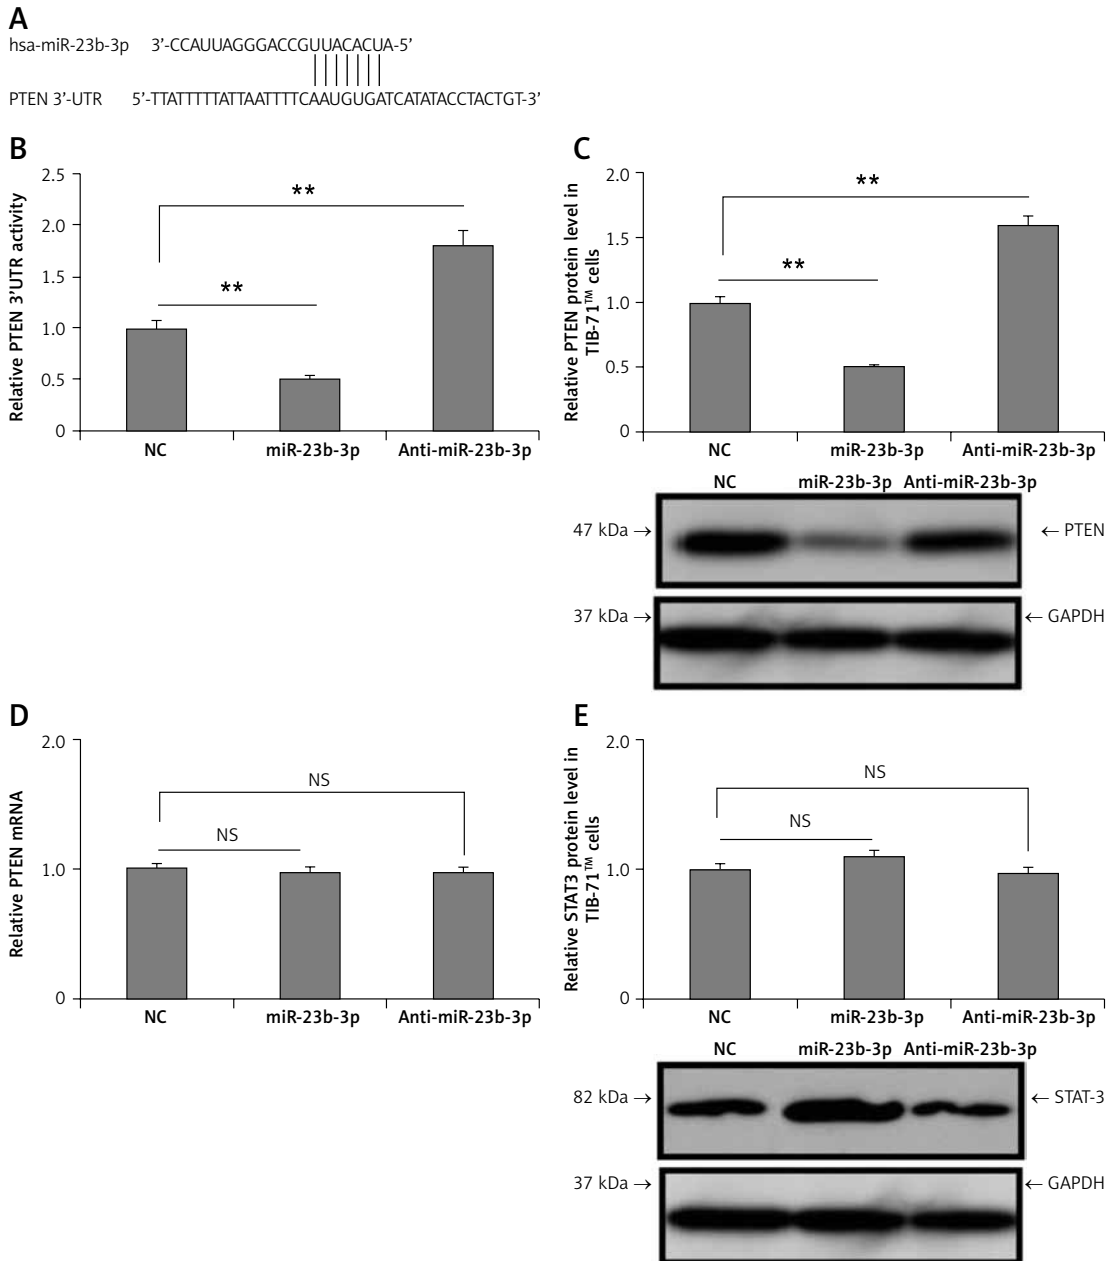 A
hsa-miR-23b-3p 3'-CCAUUAGGGACCGUUACACUA-5'
PTEN 3'-UTR 5'-TTATTTTTATTAATTTTCAAUGUGATCATATACCTACTGT-3'
B
Relative PTEN 3'UTR activity
2.5
2.0
1.5
1.0
0.5
0
**
**
NC miR-23b-3p Anti-miR-23b-3p
C
Relative PTEN protein level in
TIB-71™ cells
2.0
1.5
1.0
0.5
0
**
**
NC miR-23b-3p Anti-miR-23b-3p
NC miR-23b-3p Anti-miR-23b-3p
47 kDa → ← PTEN
37 kDa → ← GAPDH
D
Relative PTEN mRNA
2.0
1.0
0
NS
NS
NC miR-23b-3p Anti-miR-23b-3p
E
Relative STAT3 protein level in
TIB-71™ cells
2.0
1.0
0
NS
NS
NC miR-23b-3p Anti-miR-23b-3p
NC miR-23b-3p Anti-miR-23b-3p
82 kDa → ← STAT-3
37 kDa → ← GAPDH